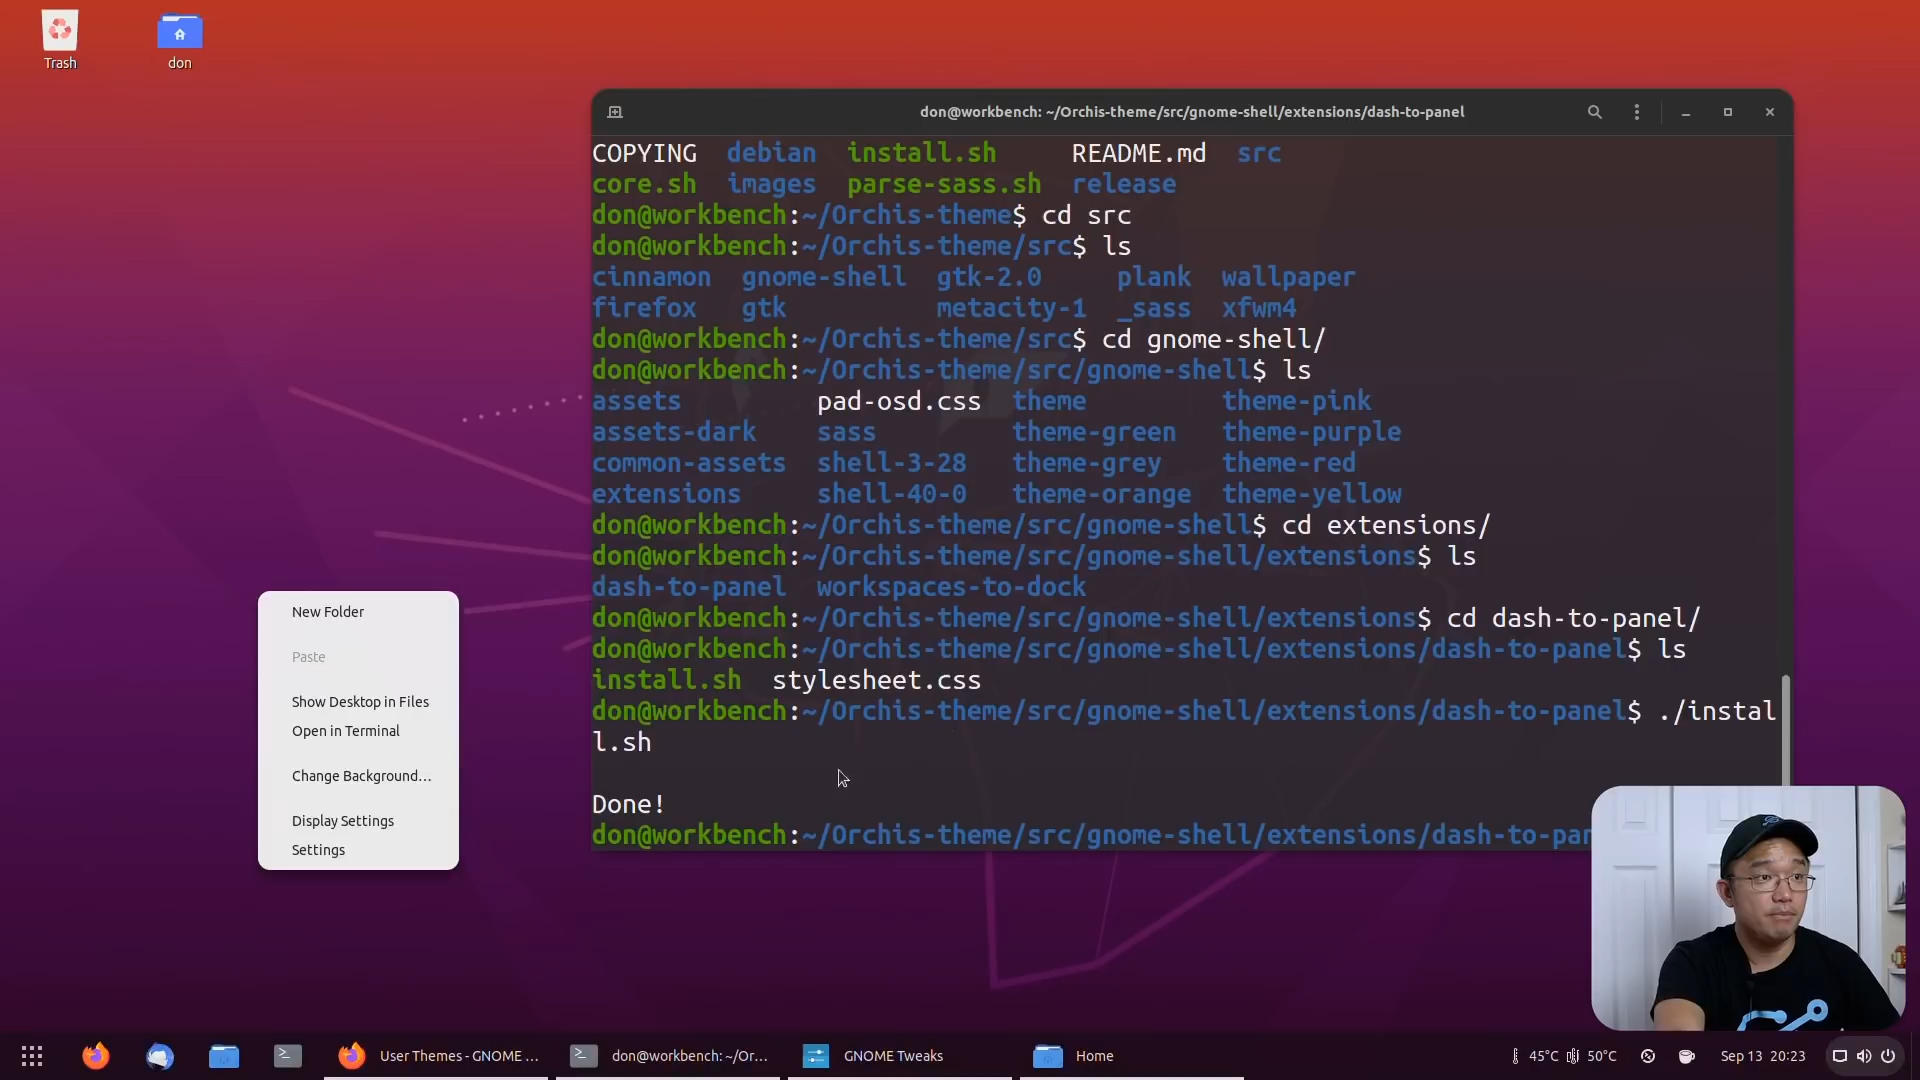 Trash
don
don@workbench: ~/Orchis-theme/src/gnome-shell/extensions/dash-to-panel
COPYING debian install.sh README.md src
core.sh images parse-sass.sh release
don@workbench:~/Orchis-theme$ cd src
don@workbench:~/Orchis-theme/src$ ls
cinnamon gnome-shell gtk-2.0 plank wallpaper
firefox gtk metacity-1 _sass xfwm4
don@workbench:~/Orchis-theme/src$ cd gnome-shell/
don@workbench:~/Orchis-theme/src/gnome-shell$ ls
assets pad-osd.css theme theme-pink
assets-dark sass theme-green theme-purple
common-assets shell-3-28 theme-grey theme-red
extensions shell-40-0 theme-orange theme-yellow
don@workbench:~/Orchis-theme/src/gnome-shell$ cd extensions/
don@workbench:~/Orchis-theme/src/gnome-shell/extensions$ ls
dash-to-panel workspaces-to-dock
don@workbench:~/Orchis-theme/src/gnome-shell/extensions$ cd dash-to-panel/
don@workbench:~/Orchis-theme/src/gnome-shell/extensions/dash-to-panel$ ls
install.sh stylesheet.css
don@workbench:~/Orchis-theme/src/gnome-shell/extensions/dash-to-panel$ ./instal
l.sh
Done!
don@workbench:~/Orchis-theme/src/gnome-shell/extensions/dash-to-pan
New Folder
Paste
Show Desktop in Files
Open in Terminal
Change Background...
Display Settings
Settings
User Themes - GNOME ...
don@workbench: ~/Or...
GNOME Tweaks
Home
45°C 50°C
Sep 13 20:23